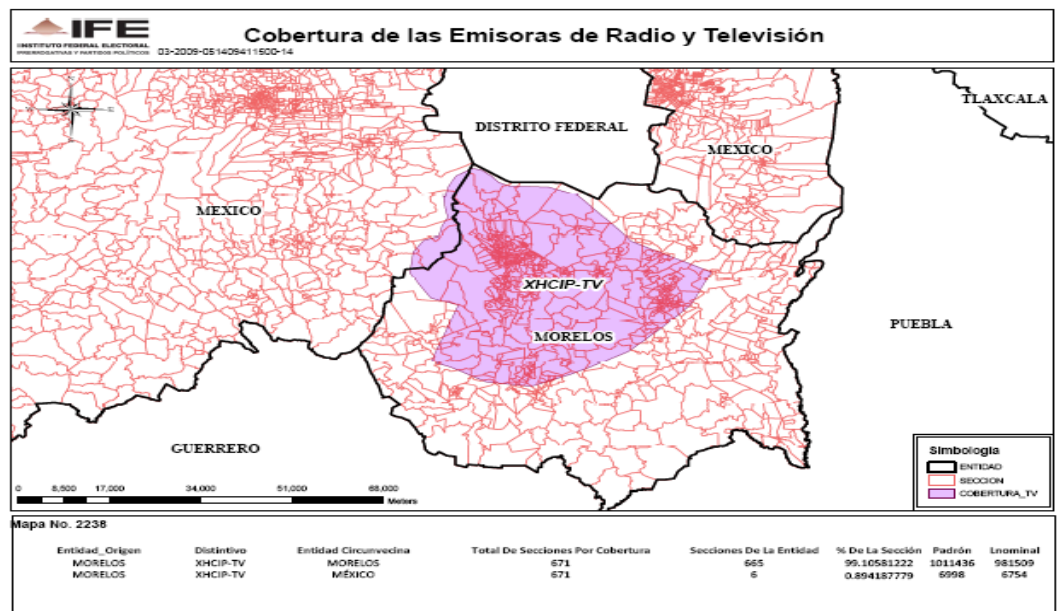 IFE
INSTITUTO FEDERAL ELECTORAL
PRERROGATIVAS Y PARTIDOS POLÍTICOS
03-2009-051409411500-14
Cobertura de las Emisoras de Radio y Televisión
N
W E
S
TLAXCALA
DISTRITO FEDERAL
MEXICO
MEXICO
XHCIP-TV
PUEBLA
MORELOS
GUERRERO
Simbologia
ENTIDAD
SECCION
COBERTURA_TV
0 8,500 17,000 34,000 51,000 68,000
Meters
Mapa No. 2238
Entidad_Origen Distintivo Entidad Circunvecina Total De Secciones Por Cobertura Secciones De La Entidad % De La Sección Padrón Lnominal
MORELOS XHCIP-TV MORELOS 671 665 99.10581222 1011436 981509
MORELOS XHCIP-TV MÉXICO 671 6 0.894187779 6998 6754